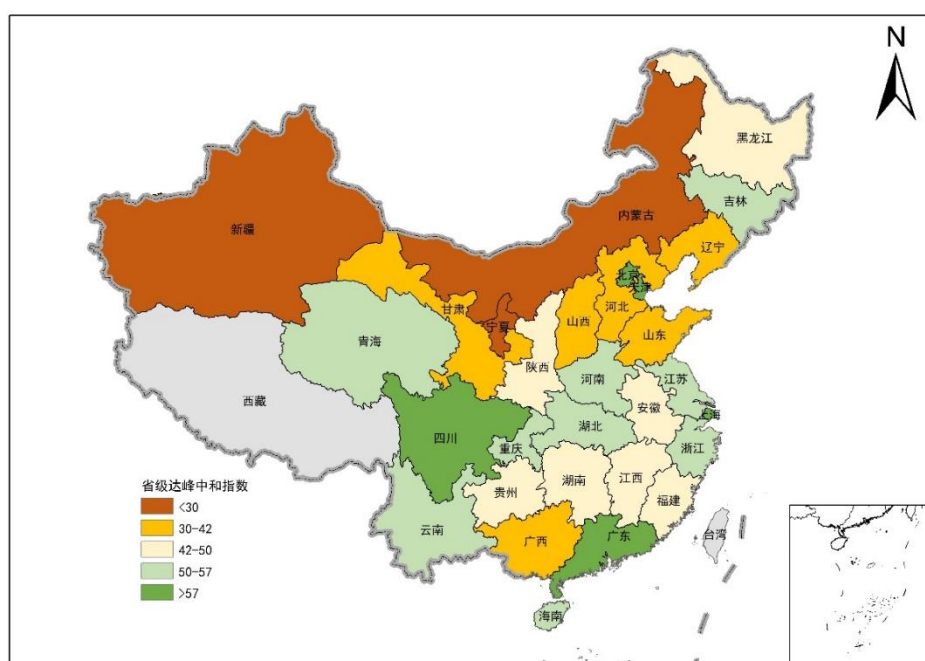 N
黑龙江
吉林
内蒙古
新疆
辽宁
北京
天津
河北
甘肃
山西
宁夏
山东
青海
陕西
河南
江苏
西藏
安徽
上海
四川
湖北
重庆
浙江
省级达峰中和指数
<30
30-42
42-50
50-57
>57
贵州
湖南
江西
福建
云南
广西
广东
台湾
海南